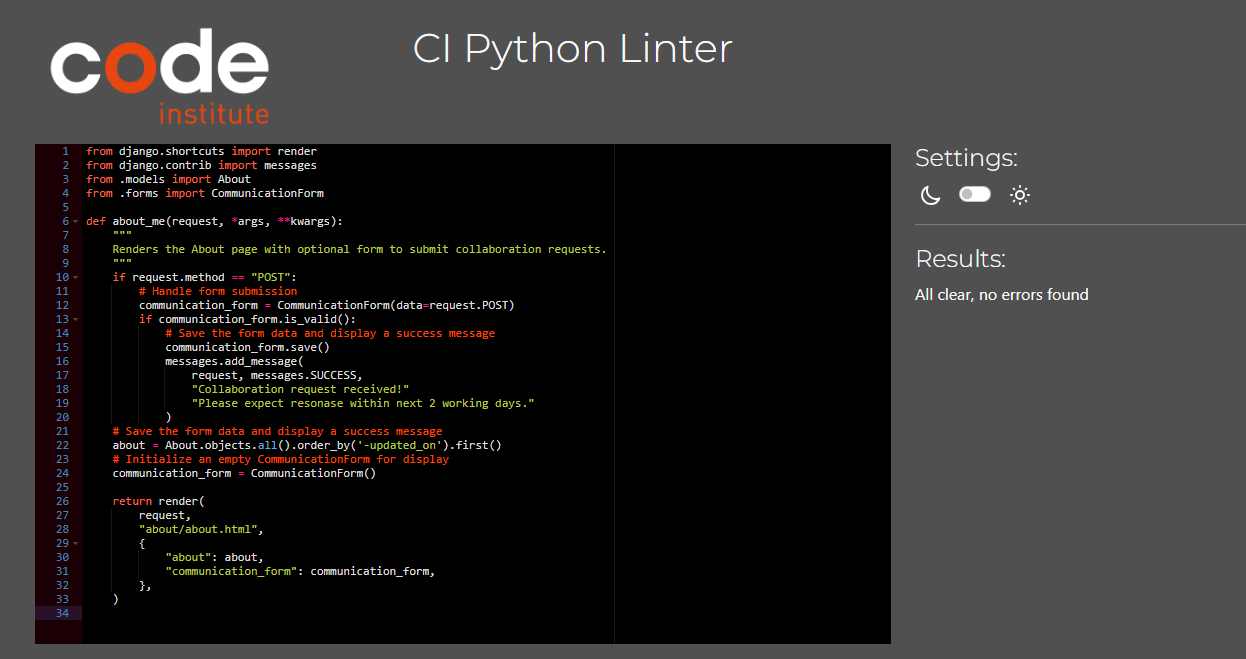 code
institute
CI Python Linter
1 from django.shortcuts import render
2 from django.contrib import messages
3 from .models import About
4 from .forms import CommunicationForm
5
6 def about_me(request, *args, **kwargs):
7     """
8     Renders the About page with optional form to submit collaboration requests.
9     """
10     if request.method == "POST":
11         # Handle form submission
12         communication_form = CommunicationForm(data=request.POST)
13         if communication_form.is_valid():
14             # Save the form data and display a success message
15             communication_form.save()
16             messages.add_message(
17                 request, messages.SUCCESS,
18                 "Collaboration request received!"
19                 "Please expect resonase within next 2 working days."
20             )
21     # Save the form data and display a success message
22     about = About.objects.all().order_by('-updated_on').first()
23     # Initialize an empty CommunicationForm for display
24     communication_form = CommunicationForm()
25
26     return render(
27         request,
28         "about/about.html",
29         {
30             "about": about,
31             "communication_form": communication_form,
32         },
33     )
34
Settings:
Results:
All clear, no errors found